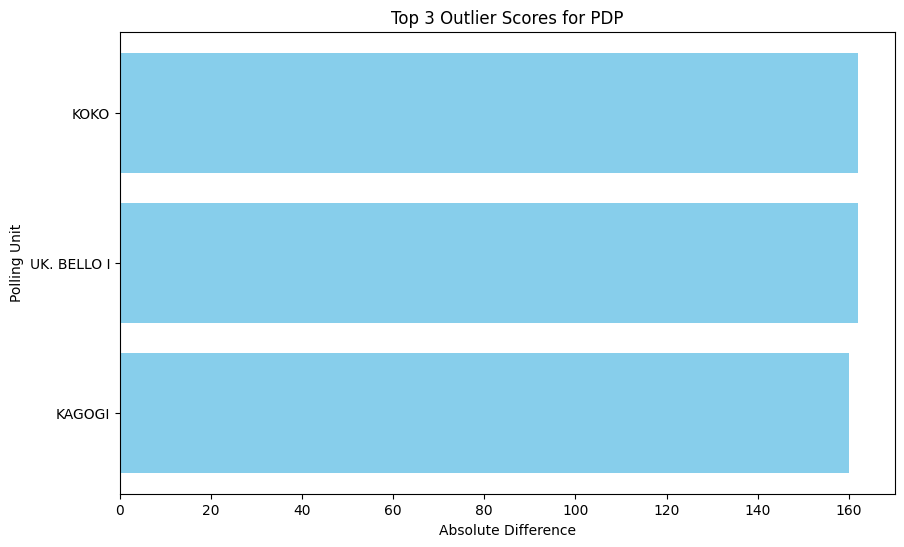 Top 3 Outlier Scores for PDP
Polling Unit
KOKO
UK. BELLO I
KAGOGI
0 20 40 60 80 100 120 140 160
Absolute Difference